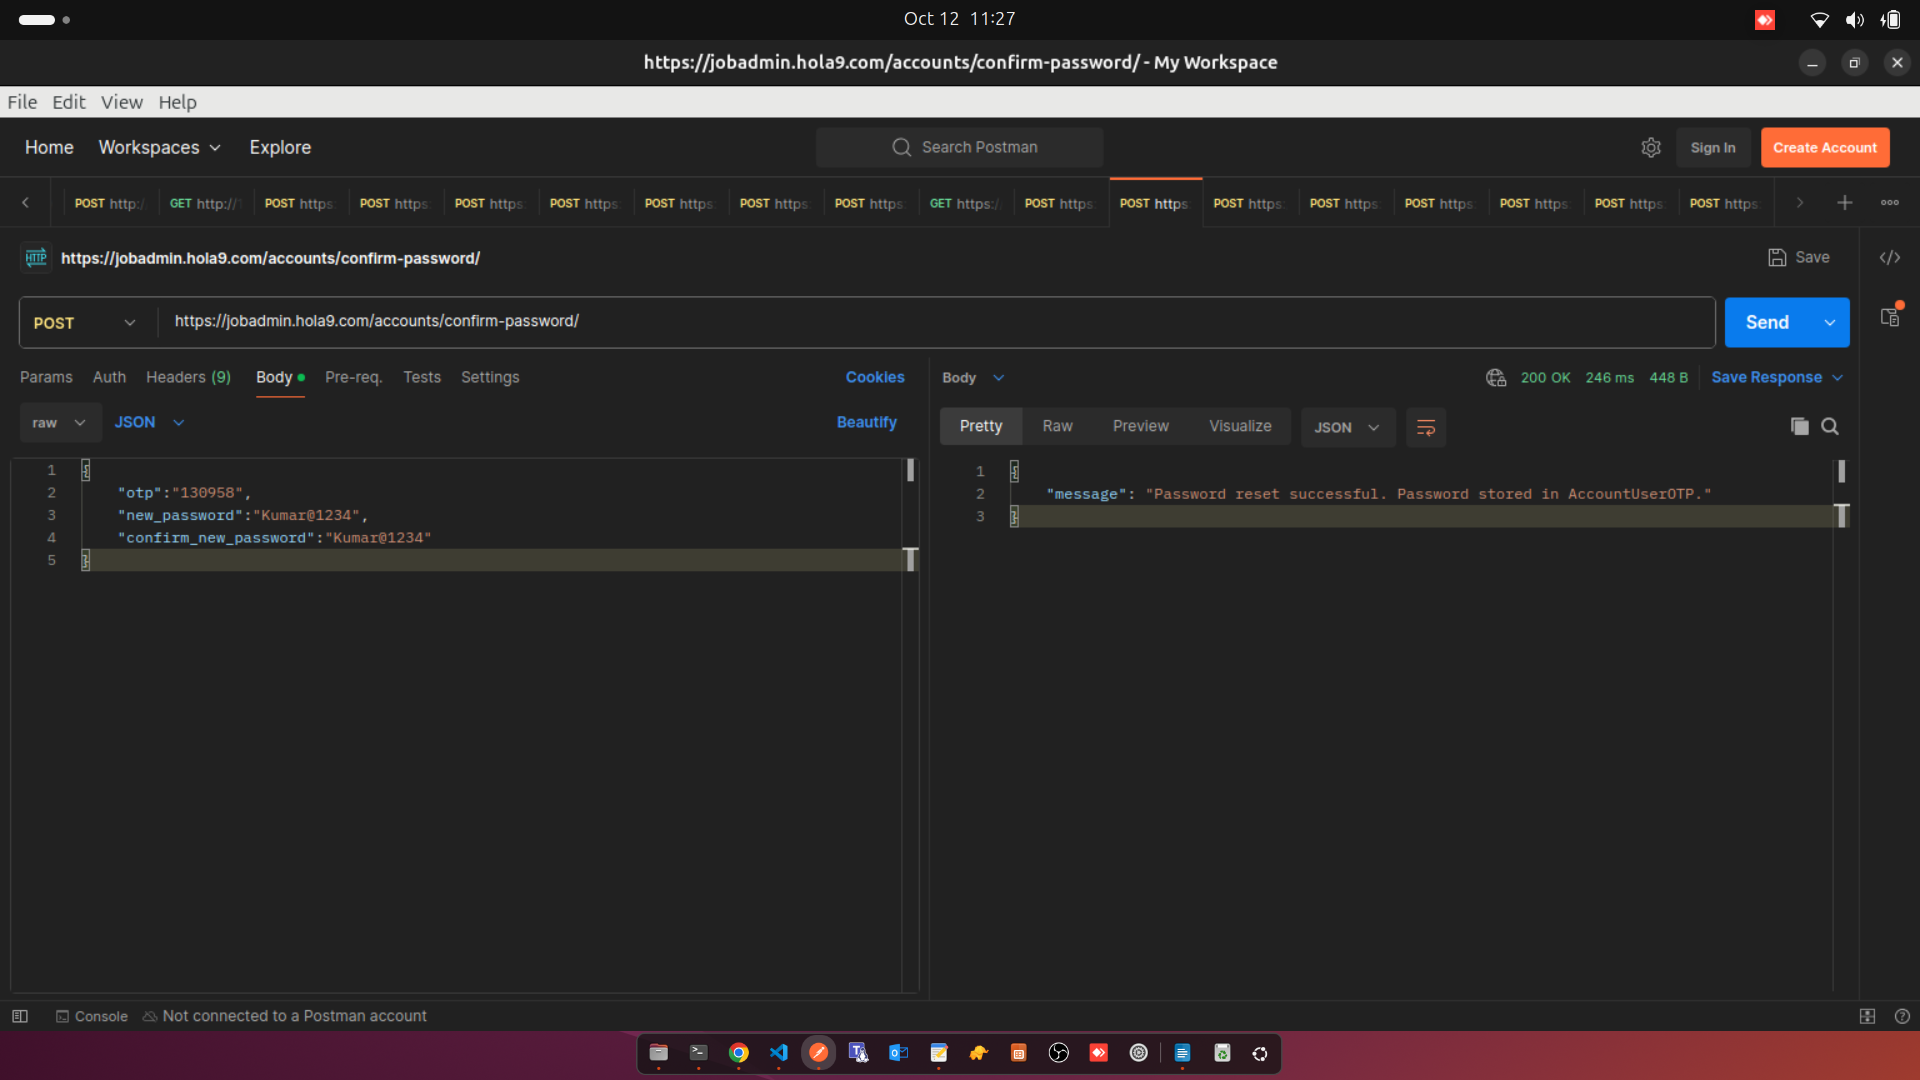 Oct 12 11:27
https://jobadmin.hola9.com/accounts/confirm-password/ - My Workspace
File Edit View Help
Home Workspaces Explore Search Postman Sign In Create Account
POST http:/ GET http://1 POST https: POST https: POST https: POST https: POST https: POST https: POST https: GET https:/ POST https: POST https: POST https: POST https: POST https: POST https: POST https: POST https:
HTTP https://jobadmin.hola9.com/accounts/confirm-password/ Save </>
POST https://jobadmin.hola9.com/accounts/confirm-password/ Send
Params Auth Headers (9) Body Pre-req. Tests Settings Cookies
raw JSON Beautify
1 {
2 "otp":"130958",
3 "new_password":"Kumar@1234",
4 "confirm_new_password":"Kumar@1234"
5 }
Body 200 OK 246 ms 448 B Save Response
Pretty Raw Preview Visualize JSON
1 {
2 "message": "Password reset successful. Password stored in AccountUserOTP."
3 }
Console Not connected to a Postman account